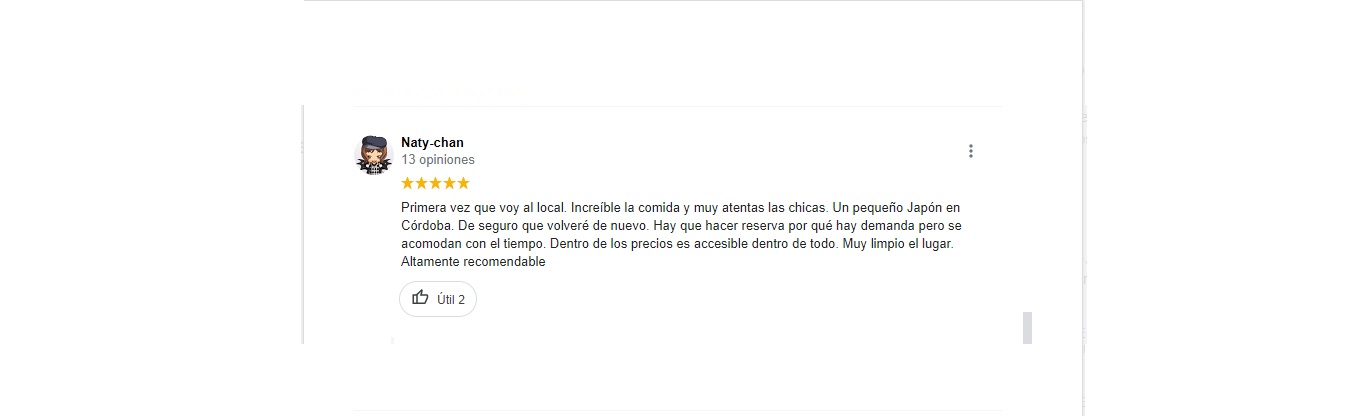 Naty-chan
13 opiniones
Primera vez que voy al local. Increíble la comida y muy atentas las chicas. Un pequeño Japón en
Córdoba. De seguro que volveré de nuevo. Hay que hacer reserva por qué hay demanda pero se
acomodan con el tiempo. Dentro de los precios es accesible dentro de todo. Muy limpio el lugar.
Altamente recomendable
Útil 2